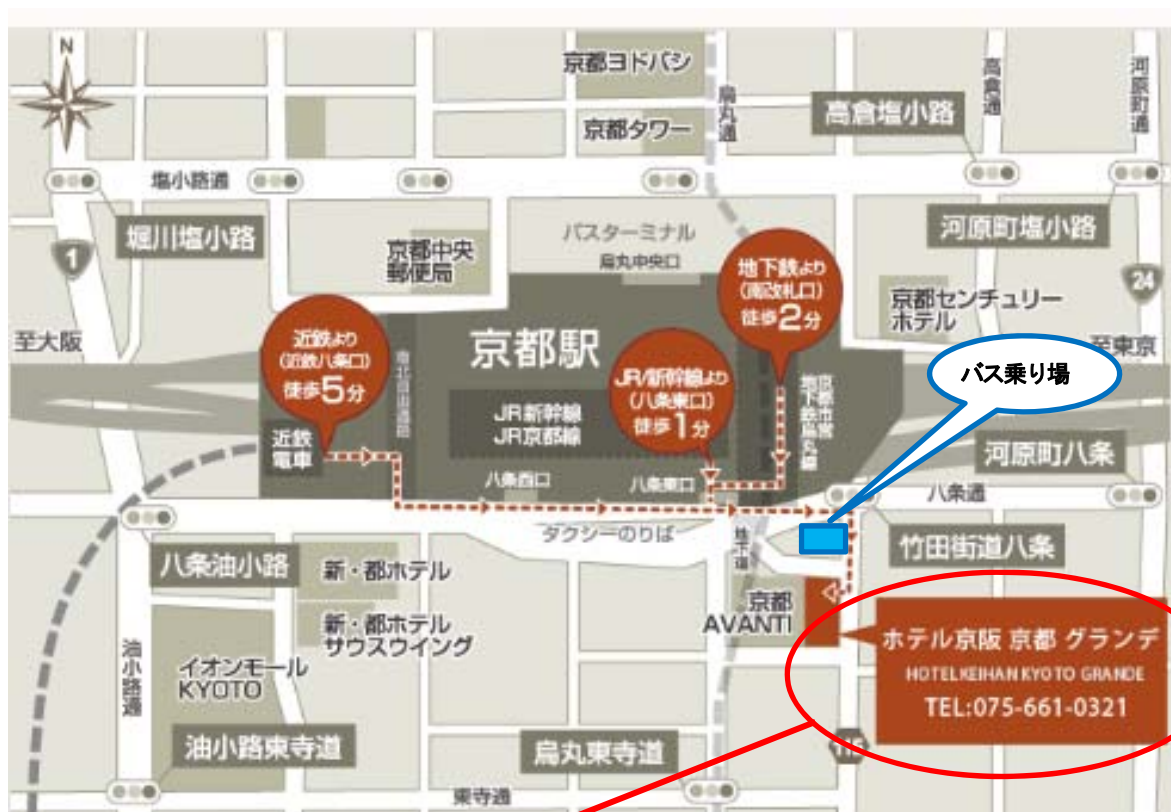 N
京都ヨドバシ
京都タワー
烏丸通
高倉塩小路
高倉通
河原町通
塩小路通
堀川塩小路
河原町塩小路
1
24
京都中央
郵便局
バスターミナル
烏丸中央口
地下鉄より
(南改札口)
徒歩2分
京都センチュリー
ホテル
至大阪
至東京
近鉄より
(近鉄八条口)
徒歩5分
南北自由通路
京都駅
JR/新幹線より
(八条東口)
徒歩1分
京都市営
地下鉄烏丸線
バス乗り場
JR新幹線
JR京都線
近鉄
電車
八条西口
八条東口
河原町八条
八条通
タクシーのりば
地下道
竹田街道八条
八条油小路
新・都ホテル
新・都ホテル
サウスウイング
京都
AVANTI
ホテル京阪 京都 グランデ
HOTEL KEIHAN KYOTO GRANDE
TEL:075-661-0321
油小路通
イオンモール
KYOTO
油小路東寺道
烏丸東寺道
東寺通